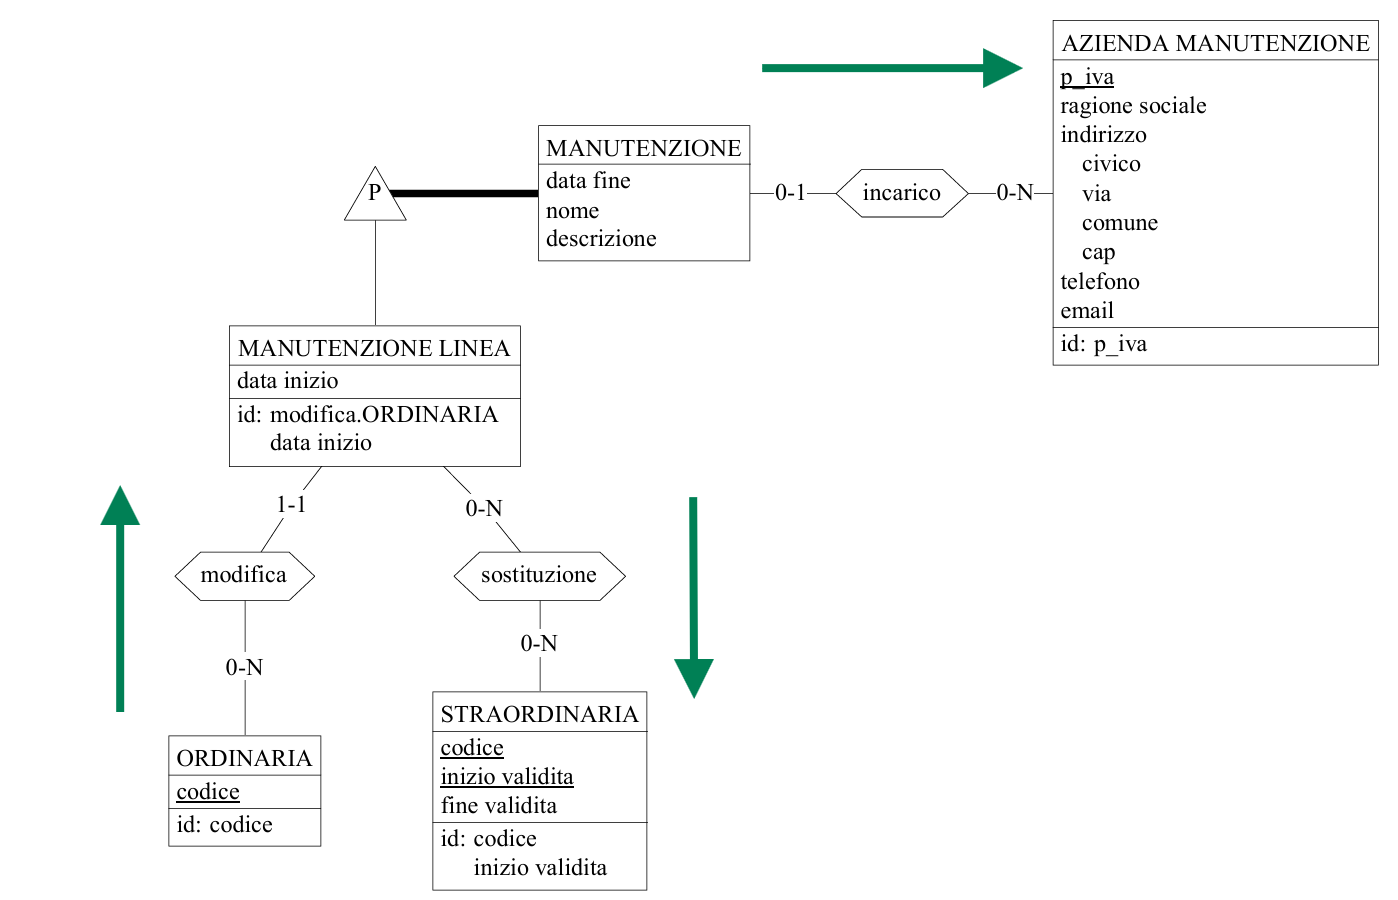 AZIENDA MANUTENZIONE
p_iva
ragione sociale
indirizzo
civico
via
comune
cap
telefono
email
id: p_iva
MANUTENZIONE
data fine
nome
descrizione
0-1
incarico
0-N
P
MANUTENZIONE LINEA
data inizio
id: modifica.ORDINARIA
data inizio
1-1
0-N
modifica
sostituzione
0-N
0-N
ORDINARIA
codice
id: codice
STRAORDINARIA
codice
inizio validita
fine validita
id: codice
inizio validita